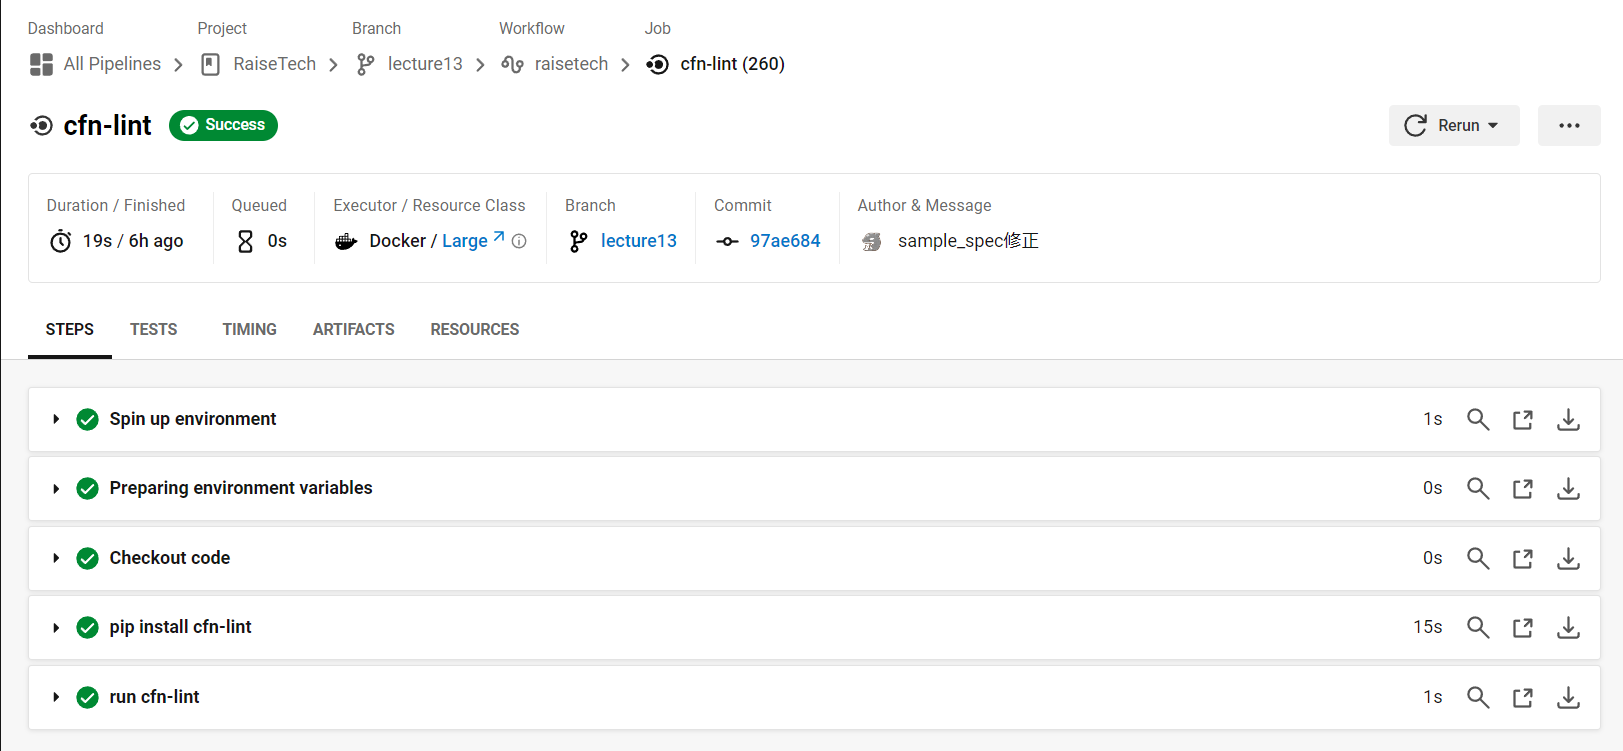 Dashboard Project Branch Workflow Job
All Pipelines RaiseTech lecture13 raisetech cfn-lint (260)
cfn-lint Success Rerun
Duration / Finished Queued Executor / Resource Class Branch Commit Author & Message
19s / 6h ago 0s Docker / Large lecture13 97ae684 sample_spec修正
STEPS TESTS TIMING ARTIFACTS RESOURCES
Spin up environment 1s
Preparing environment variables 0s
Checkout code 0s
pip install cfn-lint 15s
run cfn-lint 1s